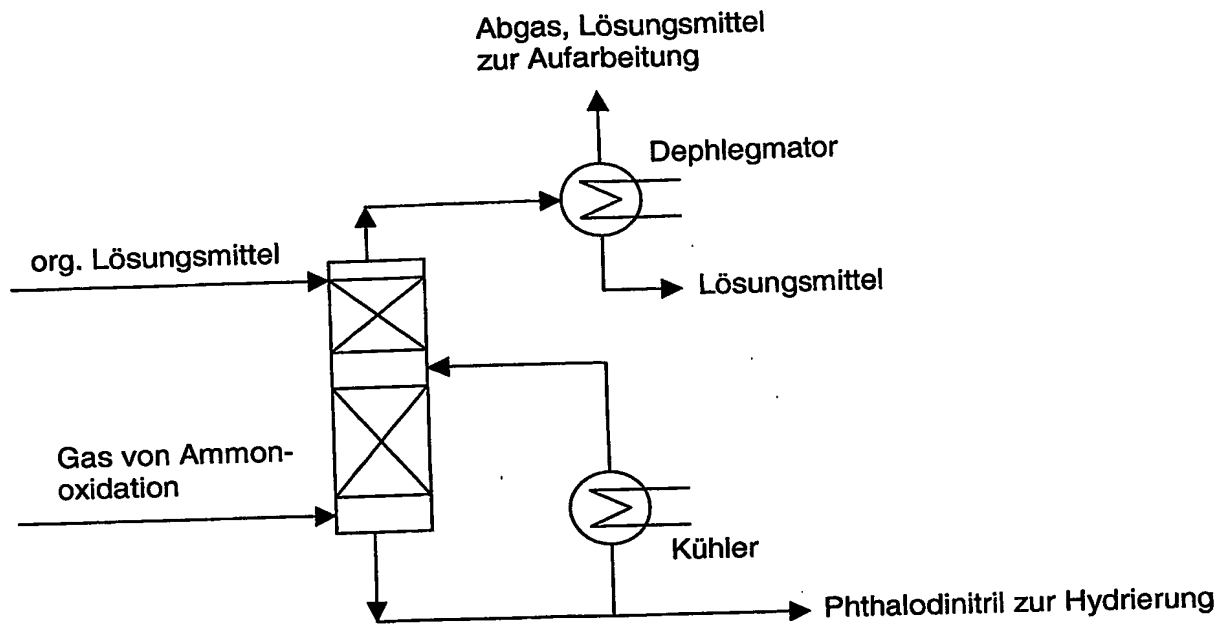 Abgas, Lösungsmittel
zur Aufarbeitung
Dephlegmator
org. Lösungsmittel
Lösungsmittel
Gas von Ammon-
oxidation
Kühler
Phthalodinitril zur Hydrierung